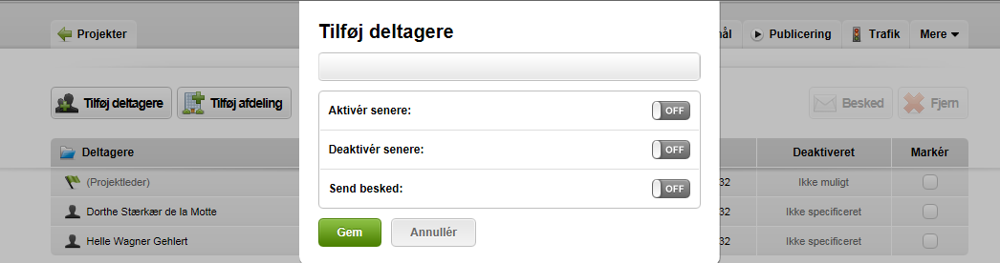 Tilføj deltagere
Projekter
ål
Publicering
Trafik
Mere
Tilføj deltagere
Tilføj afdeling
Besked
Fjern
Aktivér senere: OFF
Deaktivér senere: OFF
Send besked: OFF
Gem
Annullér
Deltagere
Deaktiveret
Markér
(Projektleder)
32
Ikke muligt
Dorthe Stærkær de la Motte
32
Ikke specificeret
Helle Wagner Gehlert
32
Ikke specificeret